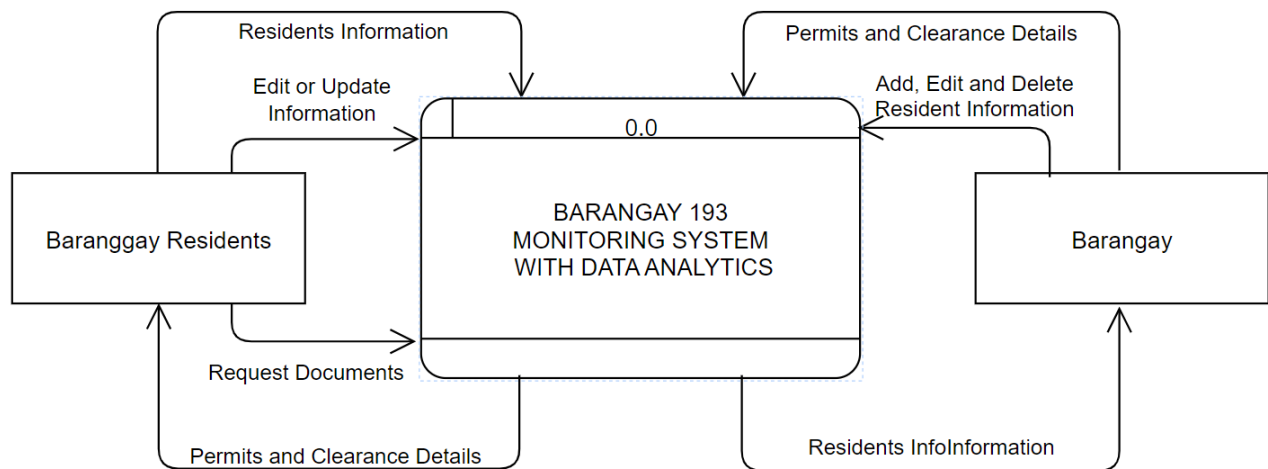 Residents Information
Permits and Clearance Details
Edit or Update
Information
Add, Edit and Delete
Resident Information
0.0
Baranggay Residents
BARANGAY 193
MONITORING SYSTEM
WITH DATA ANALYTICS
Barangay
Request Documents
Permits and Clearance Details
Residents InfoInformation